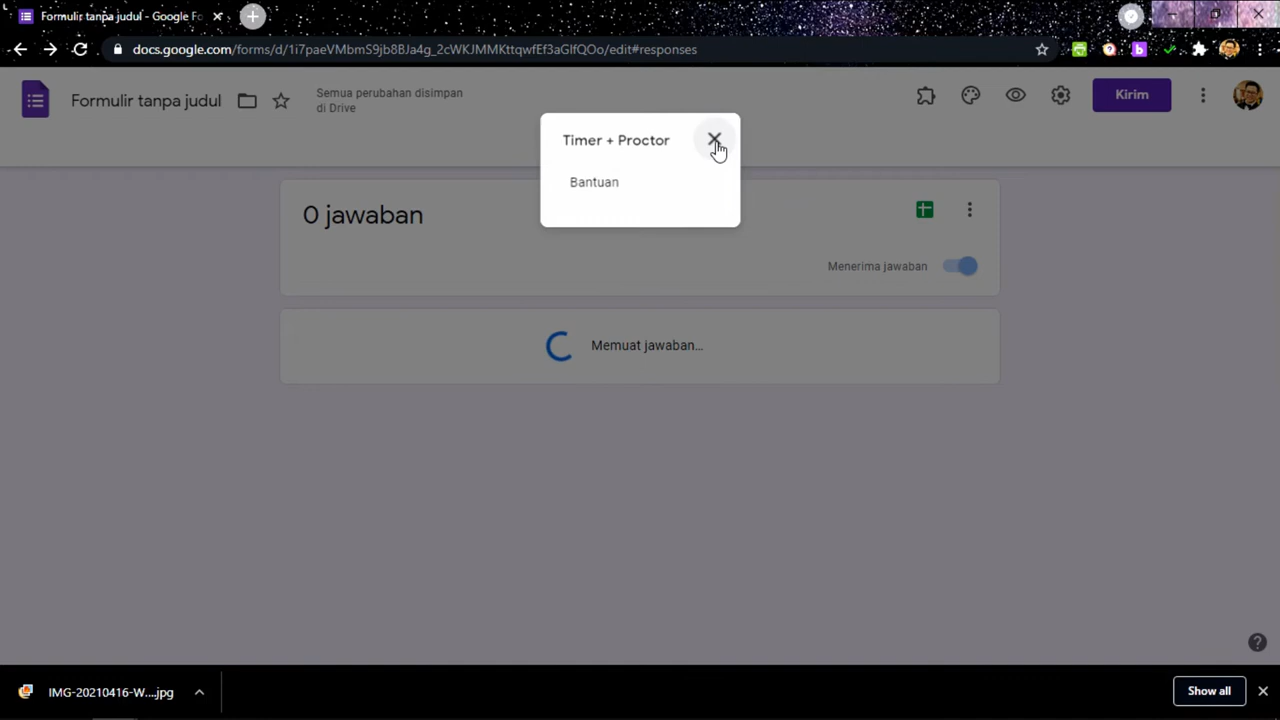 Formulir tanpa judul - Google Fo
docs.google.com/forms/d/1i7paeVMbmS9jb8BJa4g_2cWKJMMKttqwfEf3aGlfQOo/edit#responses
Formulir tanpa judul
Semua perubahan disimpan
di Drive
Kirim
Timer + Proctor
Bantuan
0 jawaban
Menerima jawaban
Memuat jawaban...
IMG-20210416-W....jpg
Show all